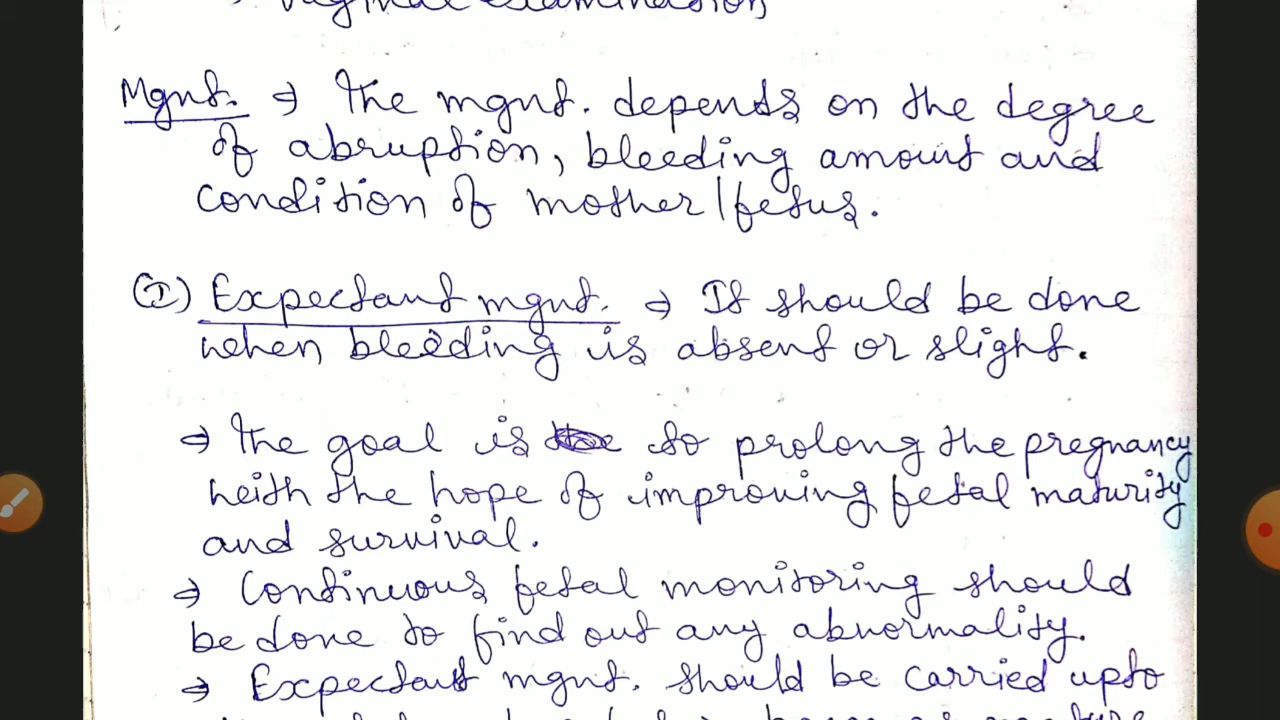 Vaginal examination
Mgnt. ⇒ The mgnt. depends on the degree
of abruption, bleeding amount and
condition of mother/fetus.
(I) Expectant mgnt. ⇒ It should be done
when bleeding is absent or slight.
⇒ The goal is to prolong the pregnancy
with the hope of improving fetal maturity
and survival.
⇒ Continuous fetal monitoring should
be done to find out any abnormality.
⇒ Expectant mgnt. should be carried upto